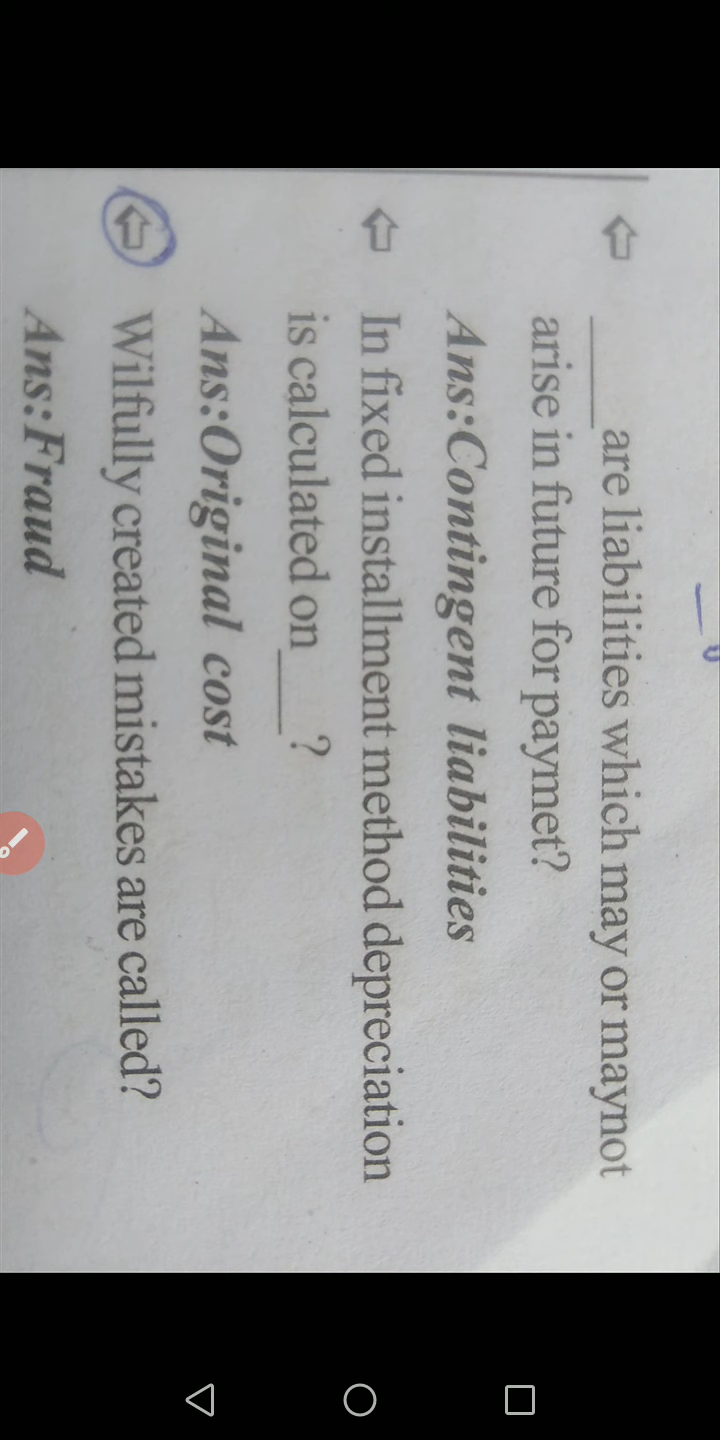 ____ are liabilities which may or maynot
arise in future for paymet?
Ans:Contingent liabilities
In fixed installment method depreciation
is calculated on ___ ?
Ans:Original cost
Wilfully created mistakes are called?
Ans:Fraud